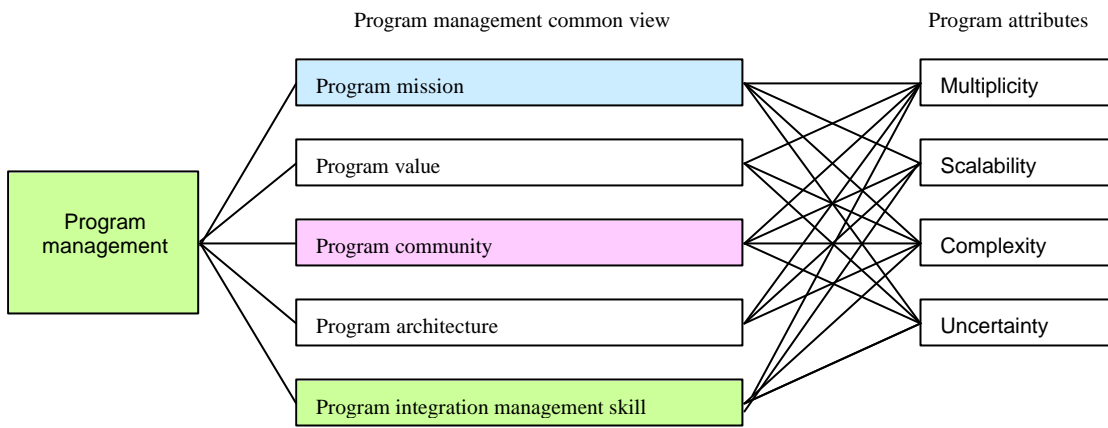 Program management common view
Program attributes
Program mission
Multiplicity
Program value
Scalability
Program
management
Program community
Complexity
Program architecture
Uncertainty
Program integration management skill